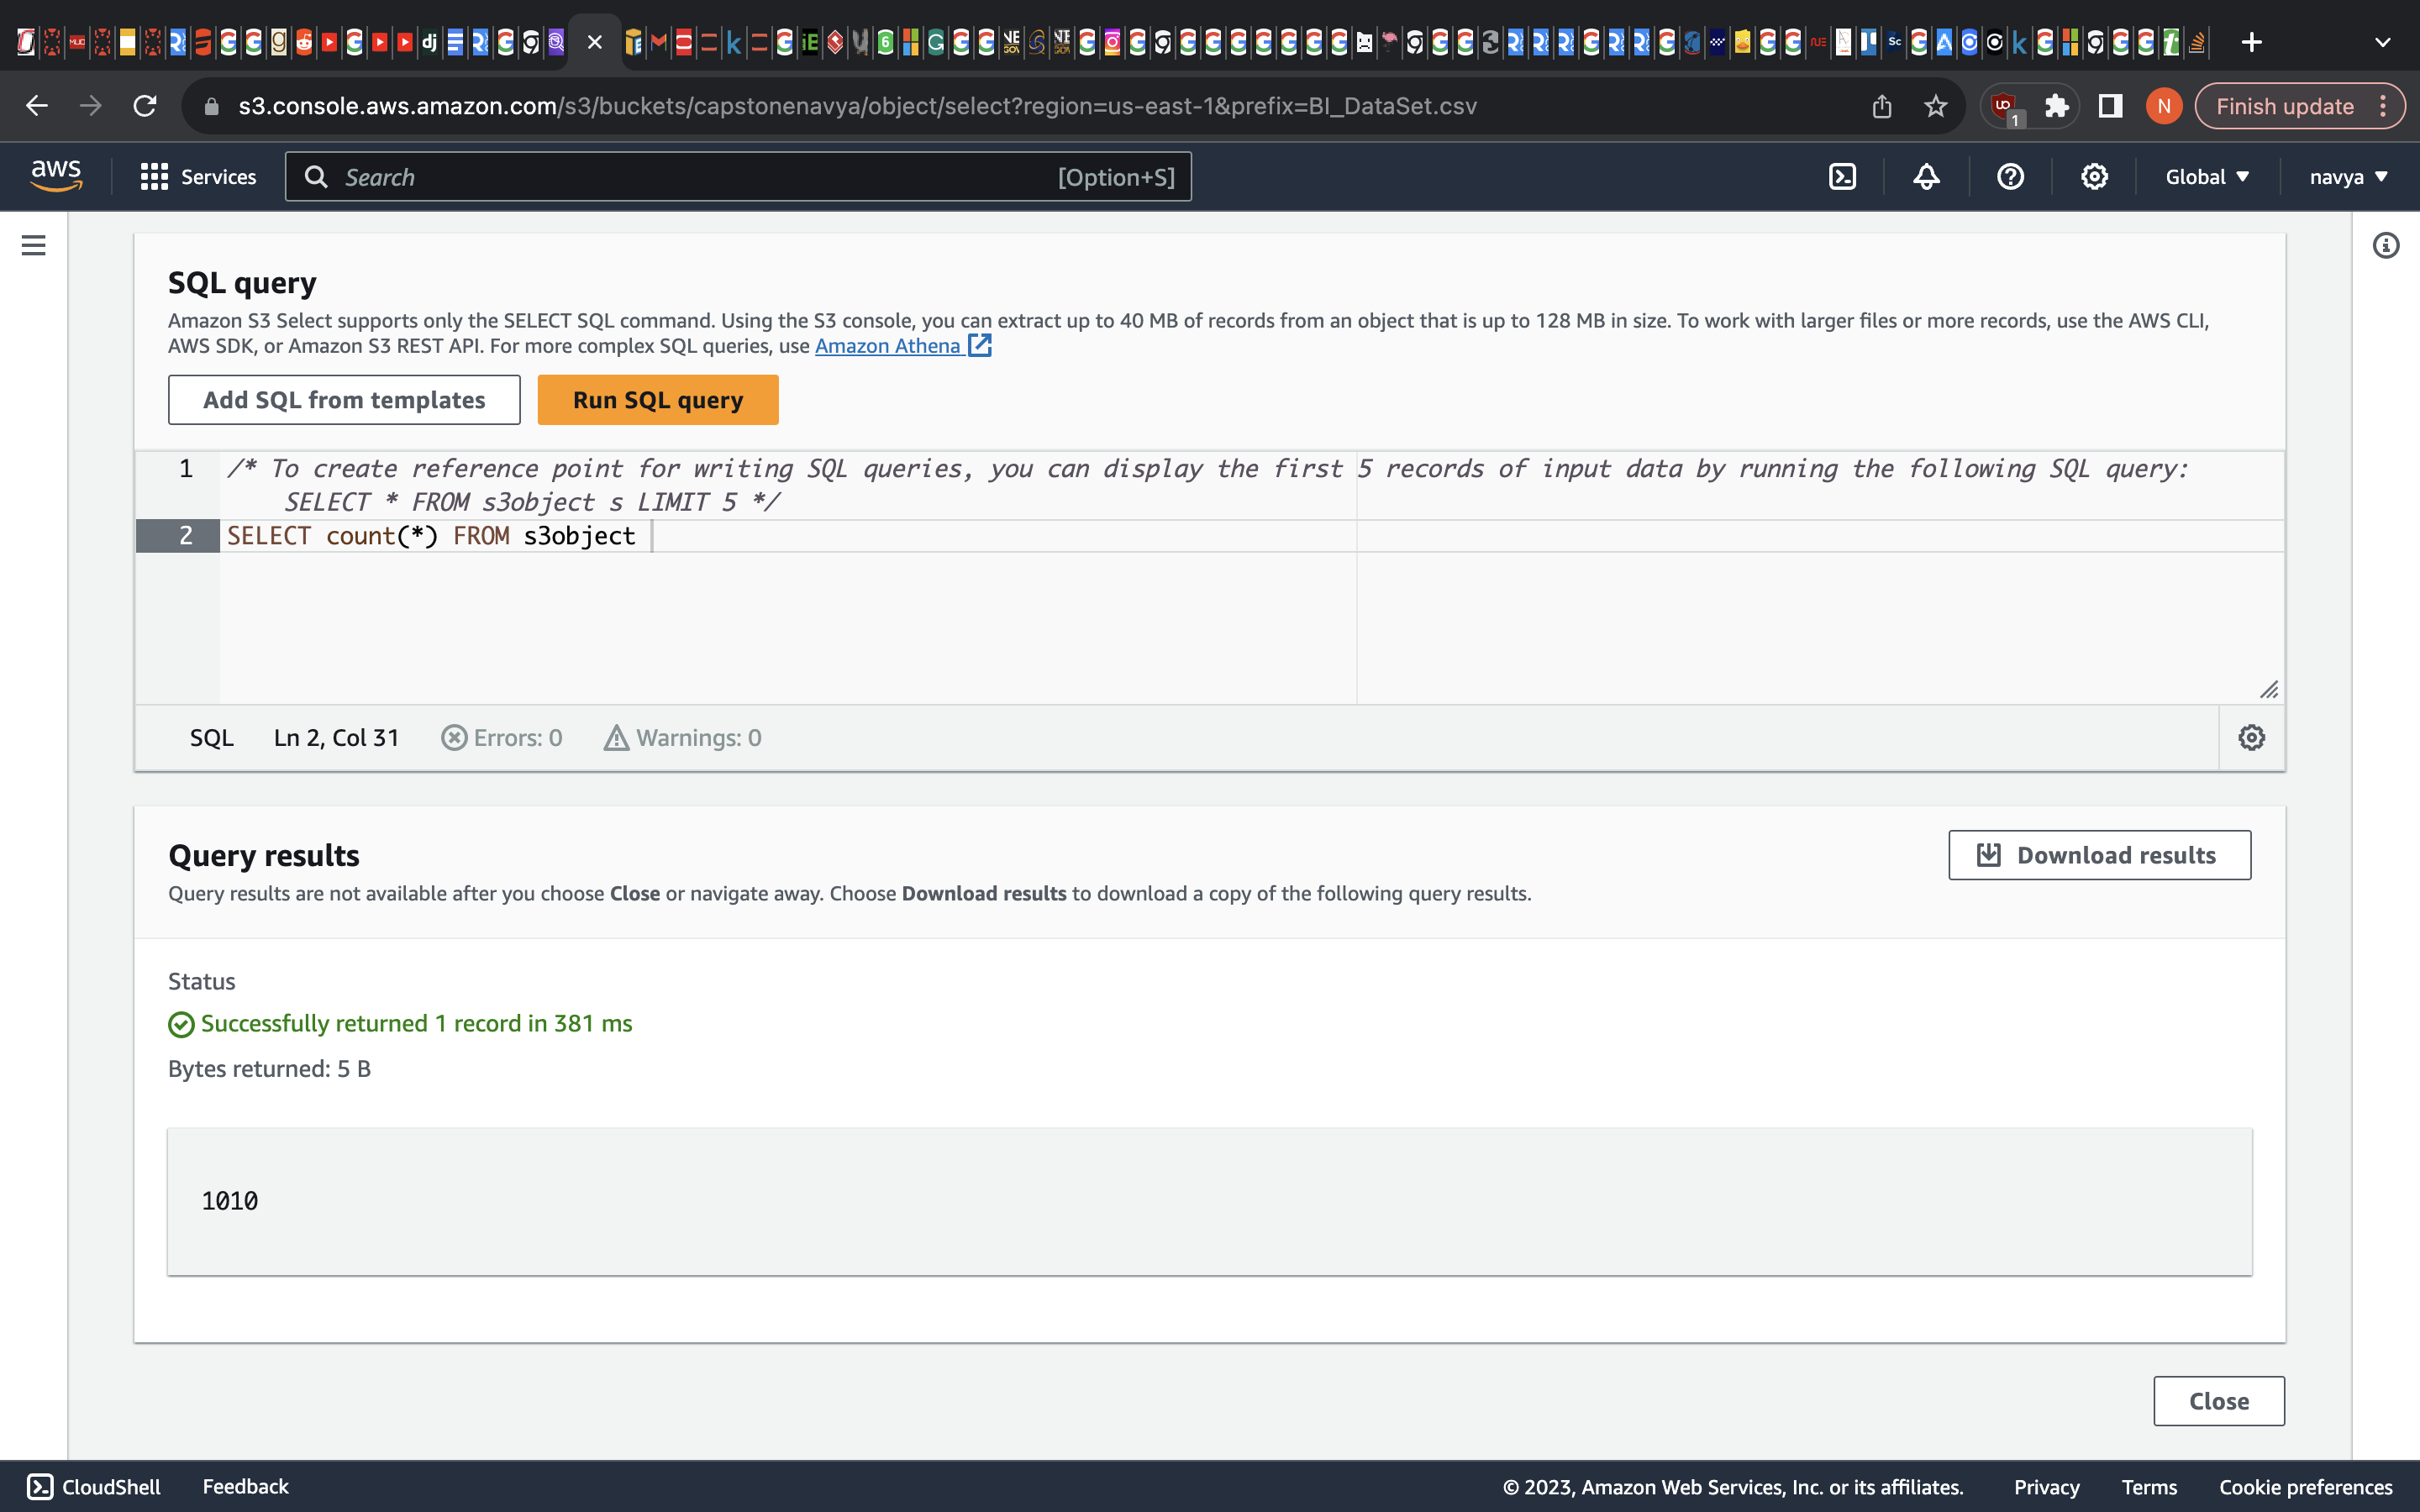 s3.console.aws.amazon.com/s3/buckets/capstonenavya/object/select?region=us-east-1&prefix=BI_DataSet.csv
1
N
Finish update
aws
Services
Search
[Option+S]
Global
navya
SQL query
Amazon S3 Select supports only the SELECT SQL command. Using the S3 console, you can extract up to 40 MB of records from an object that is up to 128 MB in size. To work with larger files or more records, use the AWS CLI,
AWS SDK, or Amazon S3 REST API. For more complex SQL queries, use Amazon Athena
Add SQL from templates
Run SQL query
1 /* To create reference point for writing SQL queries, you can display the first 5 records of input data by running the following SQL query:
SELECT * FROM s3object s LIMIT 5 */
2 SELECT count(*) FROM s3object
SQL Ln 2, Col 31 Errors: 0 Warnings: 0
Query results
Download results
Query results are not available after you choose Close or navigate away. Choose Download results to download a copy of the following query results.
Status
Successfully returned 1 record in 381 ms
Bytes returned: 5 B
1010
Close
CloudShell
Feedback
© 2023, Amazon Web Services, Inc. or its affiliates.
Privacy
Terms
Cookie preferences